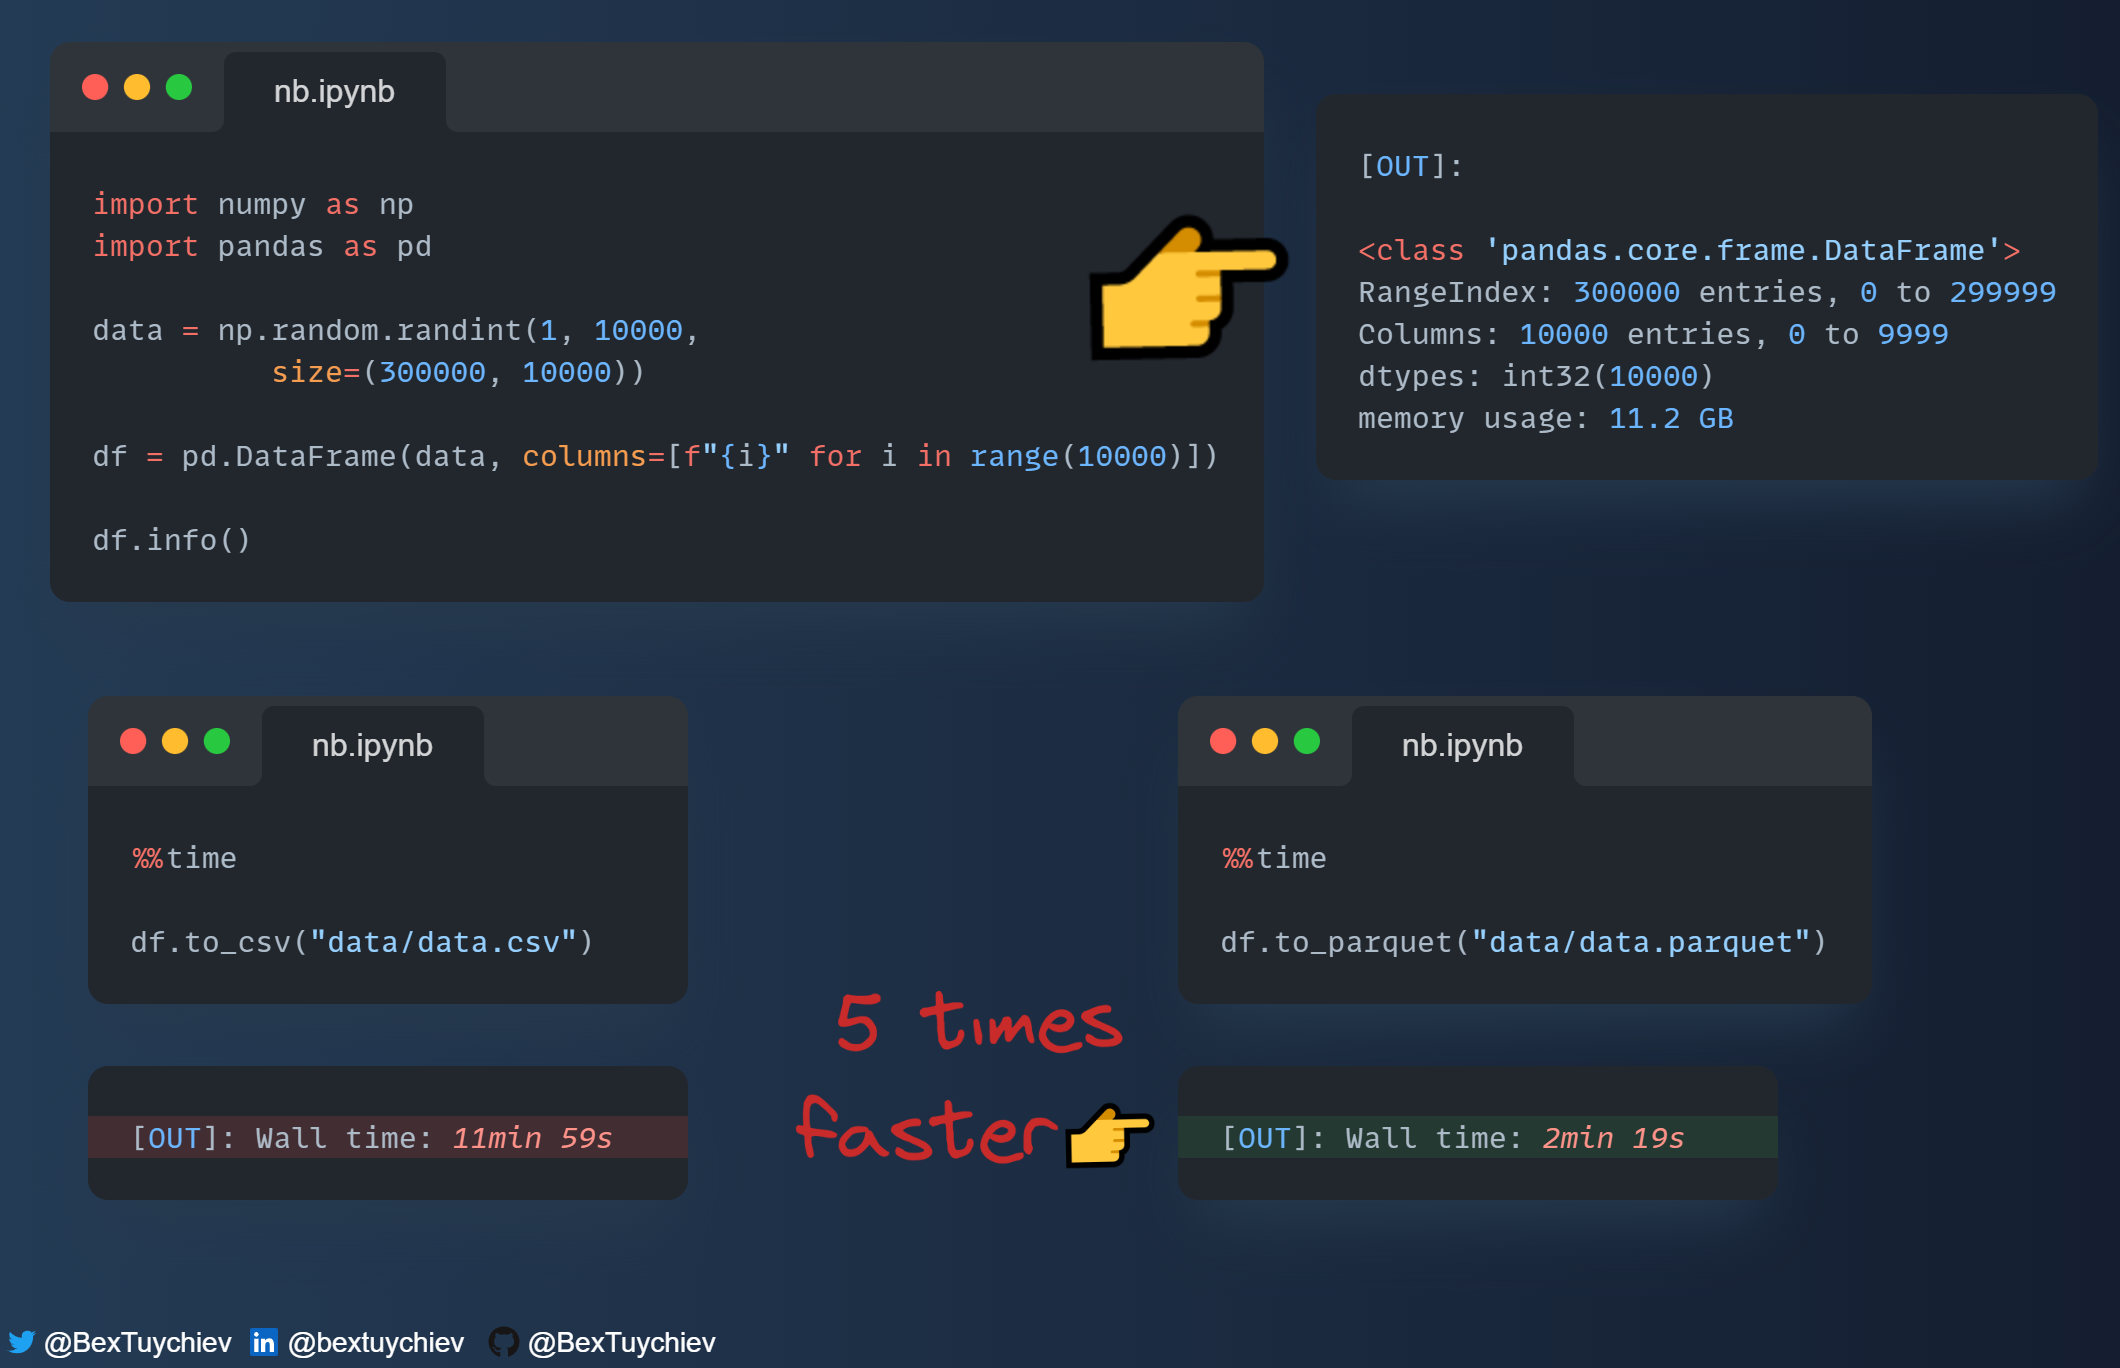 nb.ipynb
import numpy as np
import pandas as pd
data = np.random.randint(1, 10000,
size=(300000, 10000))
df = pd.DataFrame(data, columns=[f"{i}" for i in range(10000)])
df.info()
[OUT]:
<class 'pandas.core.frame.DataFrame'>
RangeIndex: 300000 entries, 0 to 299999
Columns: 10000 entries, 0 to 9999
dtypes: int32(10000)
memory usage: 11.2 GB
nb.ipynb
%%time
df.to_csv("data/data.csv")
[OUT]: Wall time: 11min 59s
5 times
faster
nb.ipynb
%%time
df.to_parquet("data/data.parquet")
[OUT]: Wall time: 2min 19s
@BexTuychiev in @bextuychiev @BexTuychiev